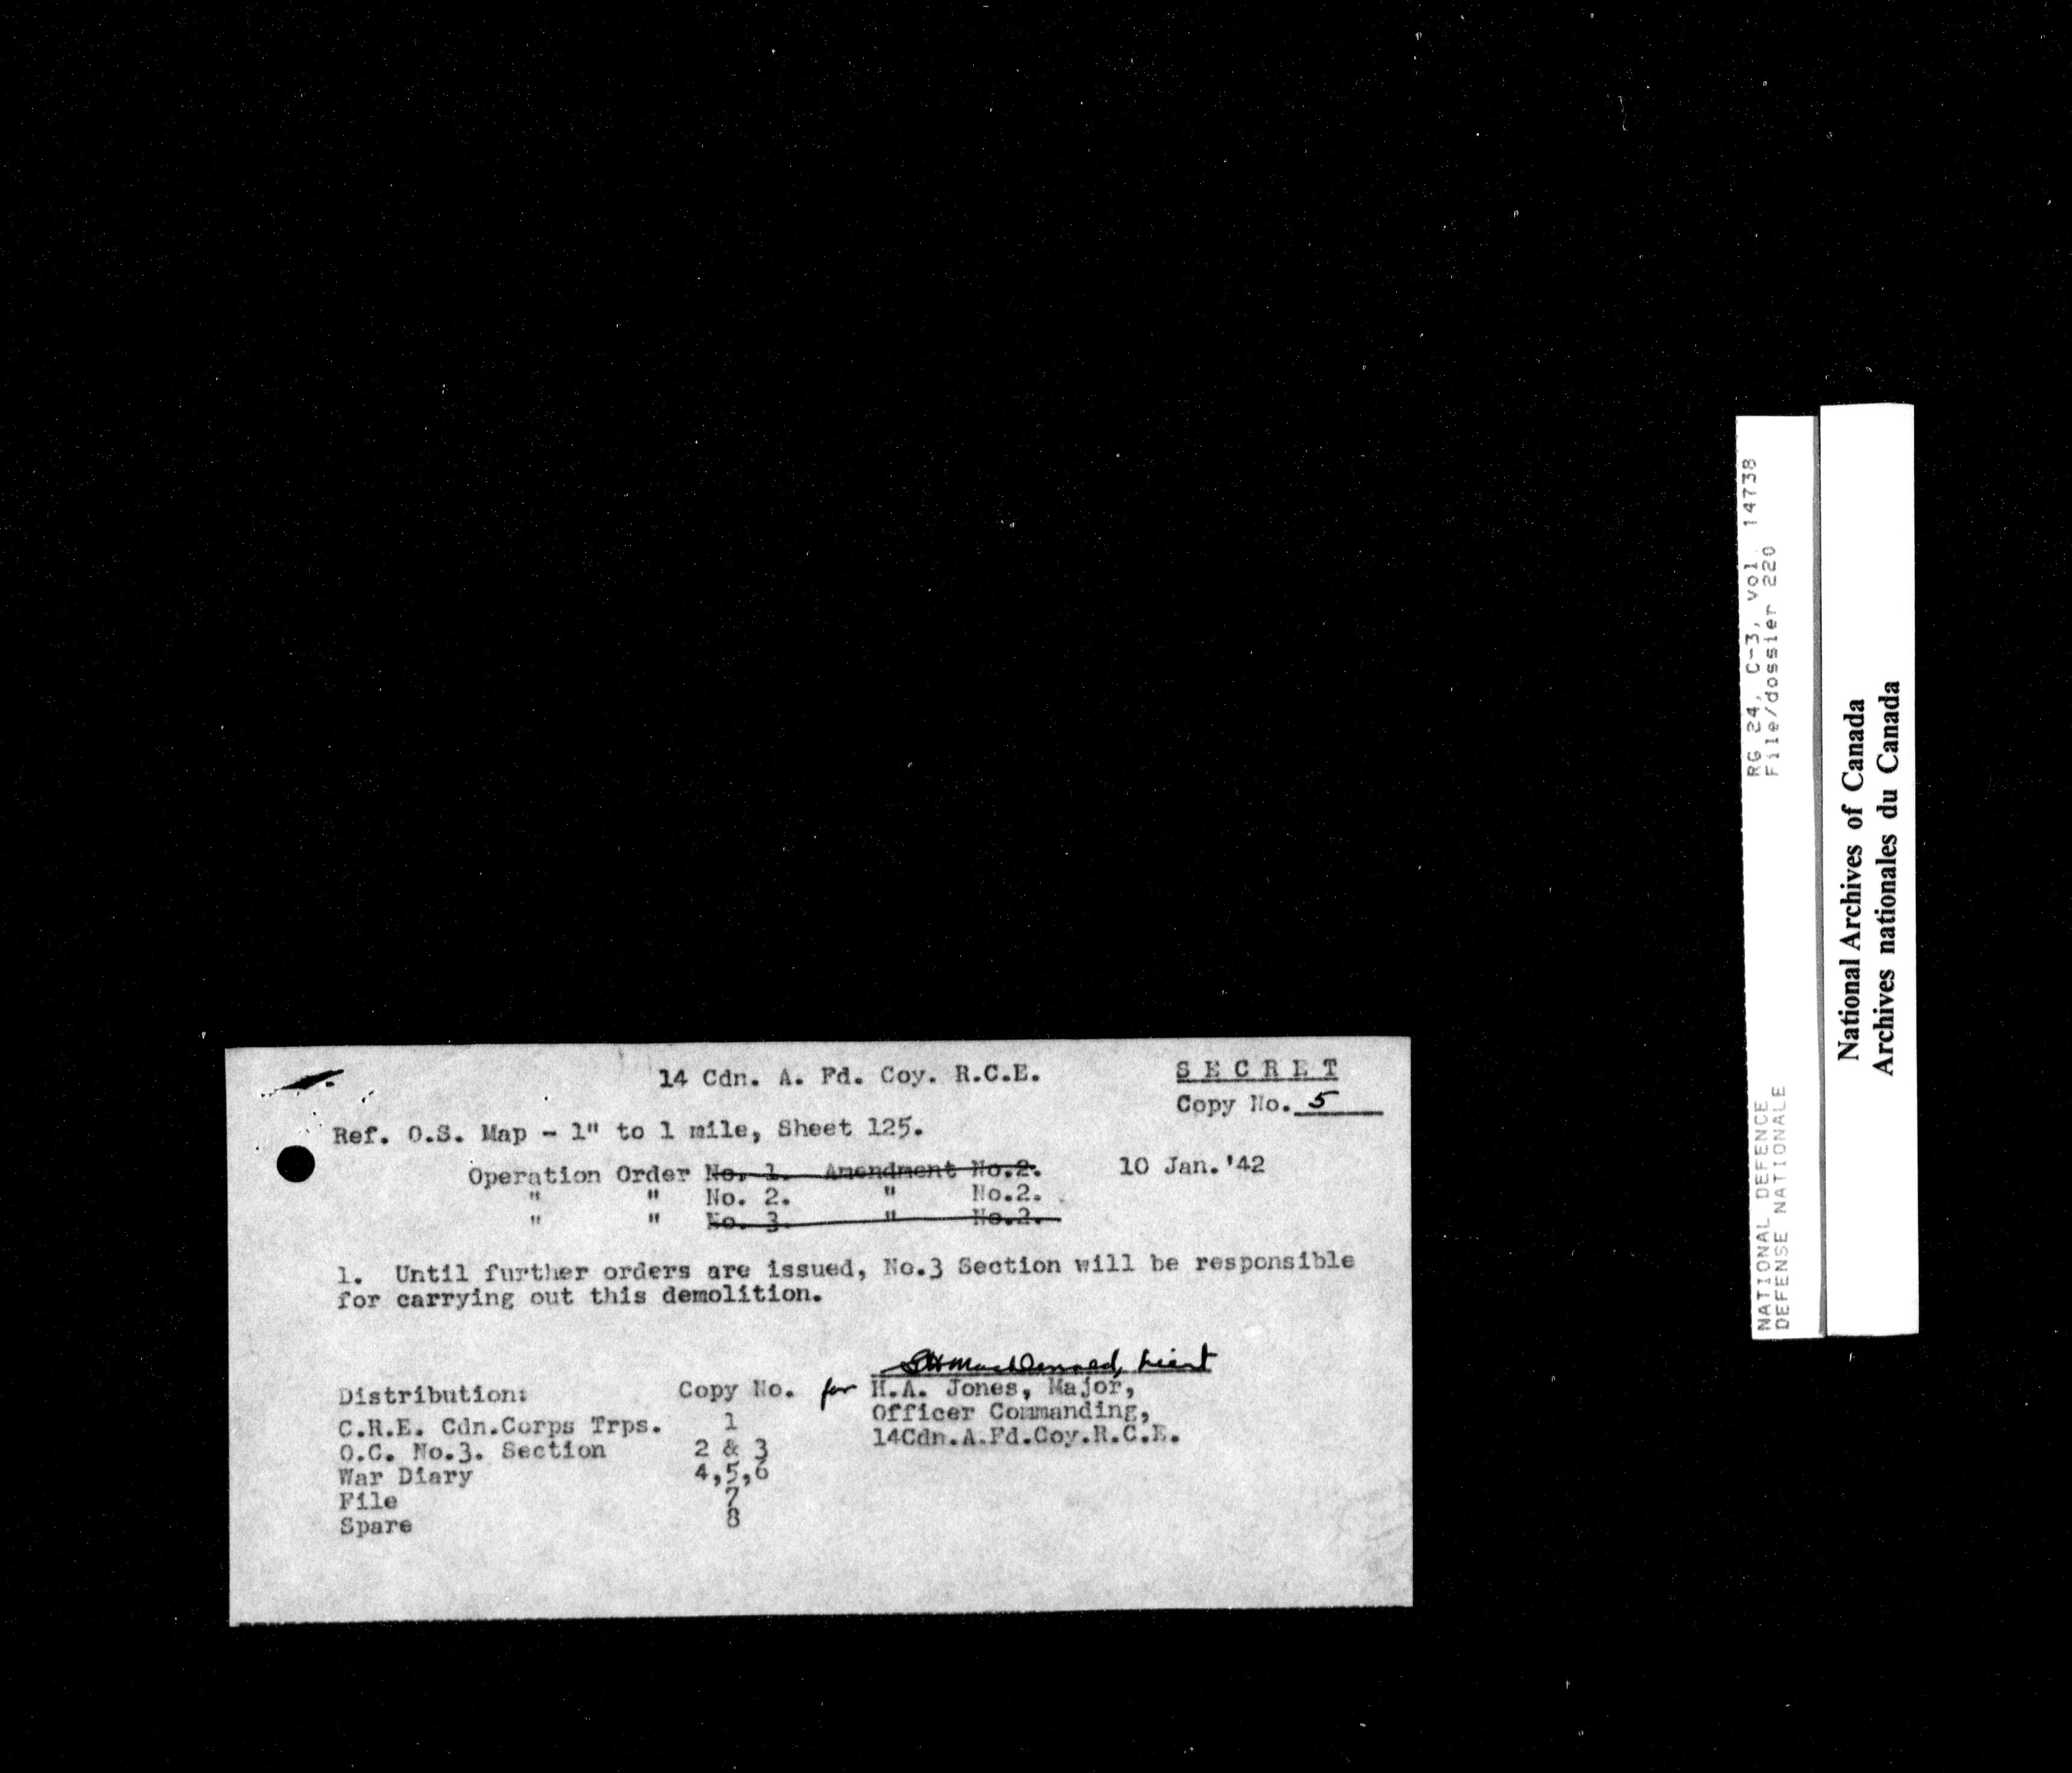 14 Cdn. A. Fd. Coy. R.C.E.
S E C R E T
Copy No. 5
Ref. O.S. Map - 1" to 1 mile, Sheet 125.
Operation Order No. 1. Amendment No.2. 10 Jan.'42
" " No. 2. " No.2.
" " No. 3. " No.2.
1. Until further orders are issued, No.3 Section will be responsible
for carrying out this demolition.
SH MacDonald, Lieut
Distribution: Copy No. for H.A. Jones, Major,
Officer Commanding,
14Cdn.A.Fd.Coy.R.C.E.
C.R.E. Cdn.Corps Trps. 1
O.C. No.3. Section 2 & 3
War Diary 4,5,6
File 7
Spare 8
NATIONAL DEFENCE RG 24, C-3, vol. 14738
DEFENSE NATIONALE File/dossier 220
National Archives of Canada
Archives nationales du Canada